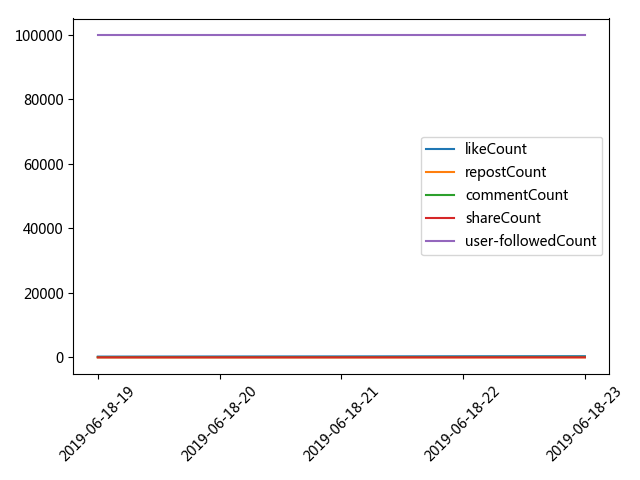 100000
80000
60000
40000
20000
0
likeCount
repostCount
commentCount
shareCount
user-followedCount
2019-06-18-19
2019-06-18-20
2019-06-18-21
2019-06-18-22
2019-06-18-23